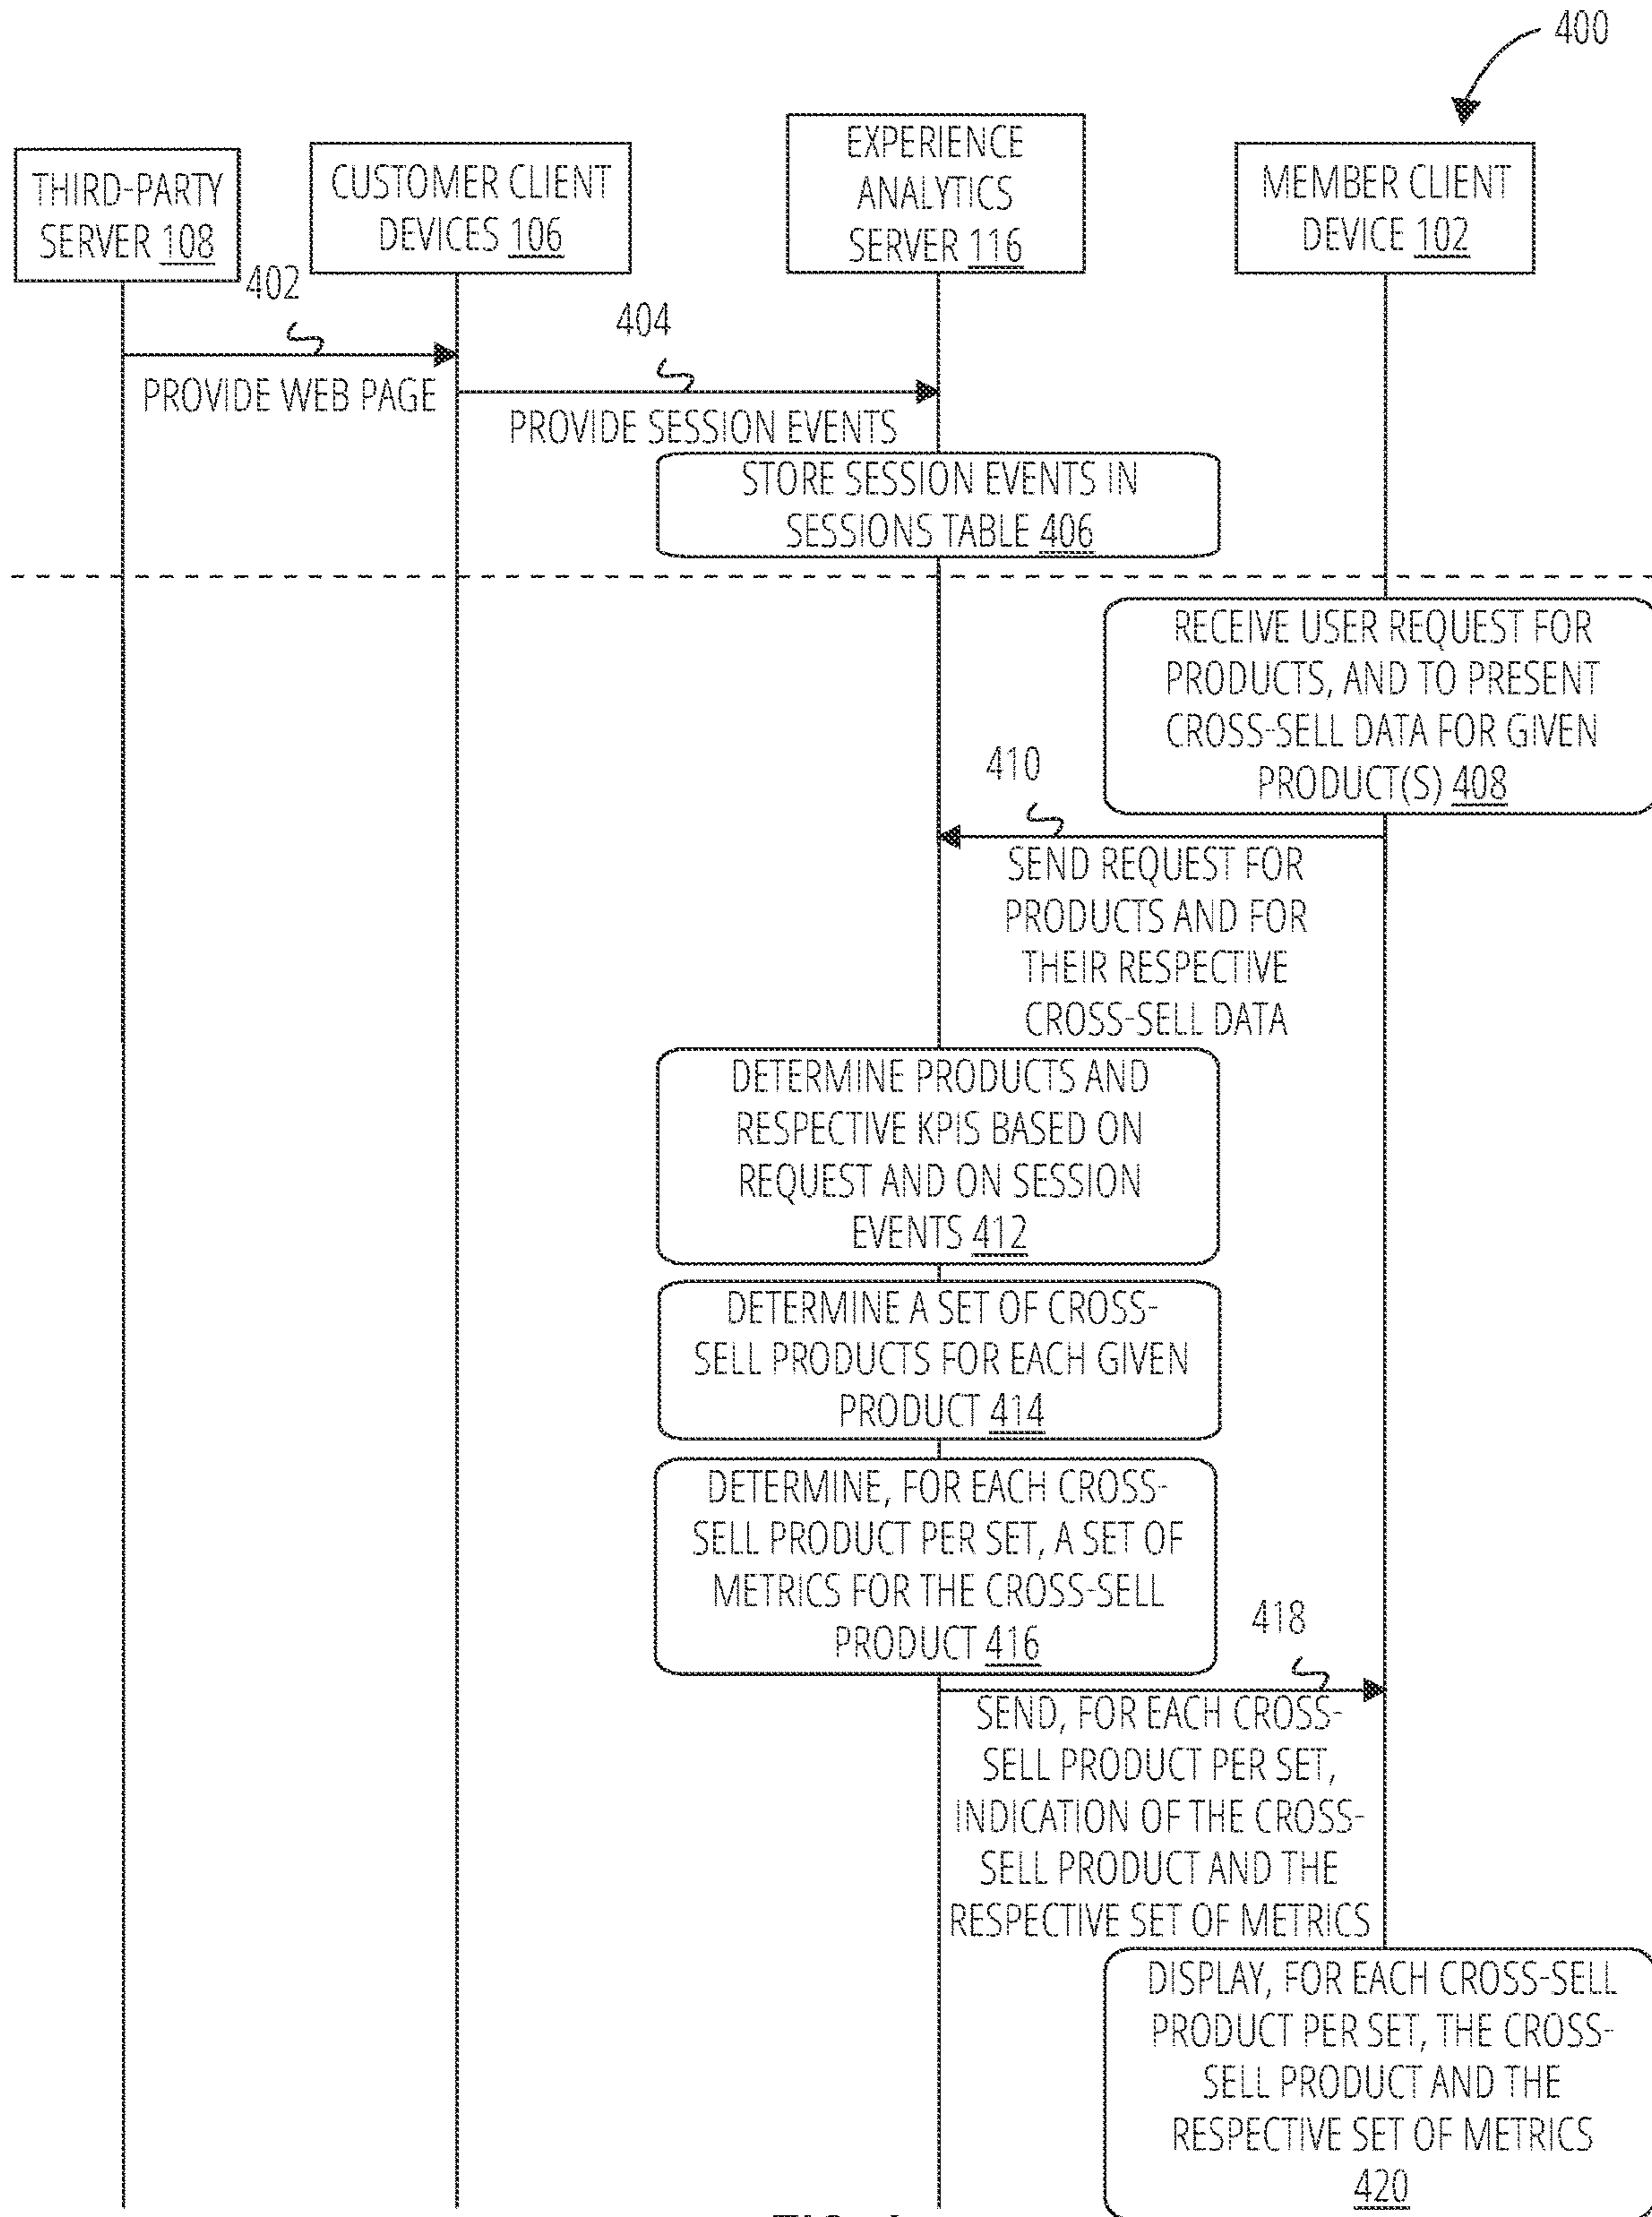 400
THIRD-PARTY
SERVER 108
CUSTOMER CLIENT
DEVICES 106
EXPERIENCE
ANALYTICS
SERVER 116
MEMBER CLIENT
DEVICE 102
402
PROVIDE WEB PAGE
404
PROVIDE SESSION EVENTS
STORE SESSION EVENTS IN
SESSIONS TABLE 406
RECEIVE USER REQUEST FOR
PRODUCTS, AND TO PRESENT
CROSS-SELL DATA FOR GIVEN
PRODUCT(S) 408
410
SEND REQUEST FOR
PRODUCTS AND FOR
THEIR RESPECTIVE
CROSS-SELL DATA
DETERMINE PRODUCTS AND
RESPECTIVE KPIS BASED ON
REQUEST AND ON SESSION
EVENTS 412
DETERMINE A SET OF CROSS-
SELL PRODUCTS FOR EACH GIVEN
PRODUCT 414
DETERMINE, FOR EACH CROSS-
SELL PRODUCT PER SET, A SET OF
METRICS FOR THE CROSS-SELL
PRODUCT 416
418
SEND, FOR EACH CROSS-
SELL PRODUCT PER SET,
INDICATION OF THE CROSS-
SELL PRODUCT AND THE
RESPECTIVE SET OF METRICS
DISPLAY, FOR EACH CROSS-SELL
PRODUCT PER SET, THE CROSS-
SELL PRODUCT AND THE
RESPECTIVE SET OF METRICS
420